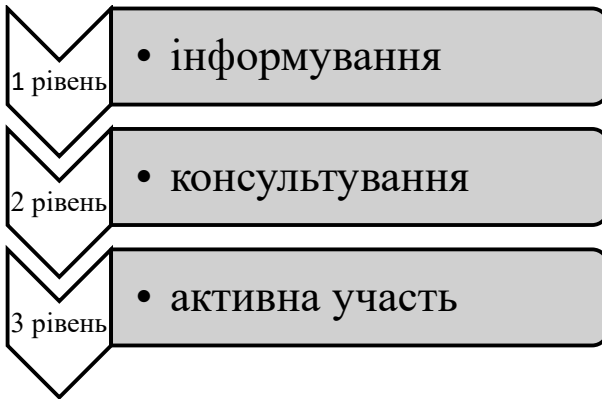 1 рівень
• інформування
2 рівень
• консультування
3 рівень
• активна участь